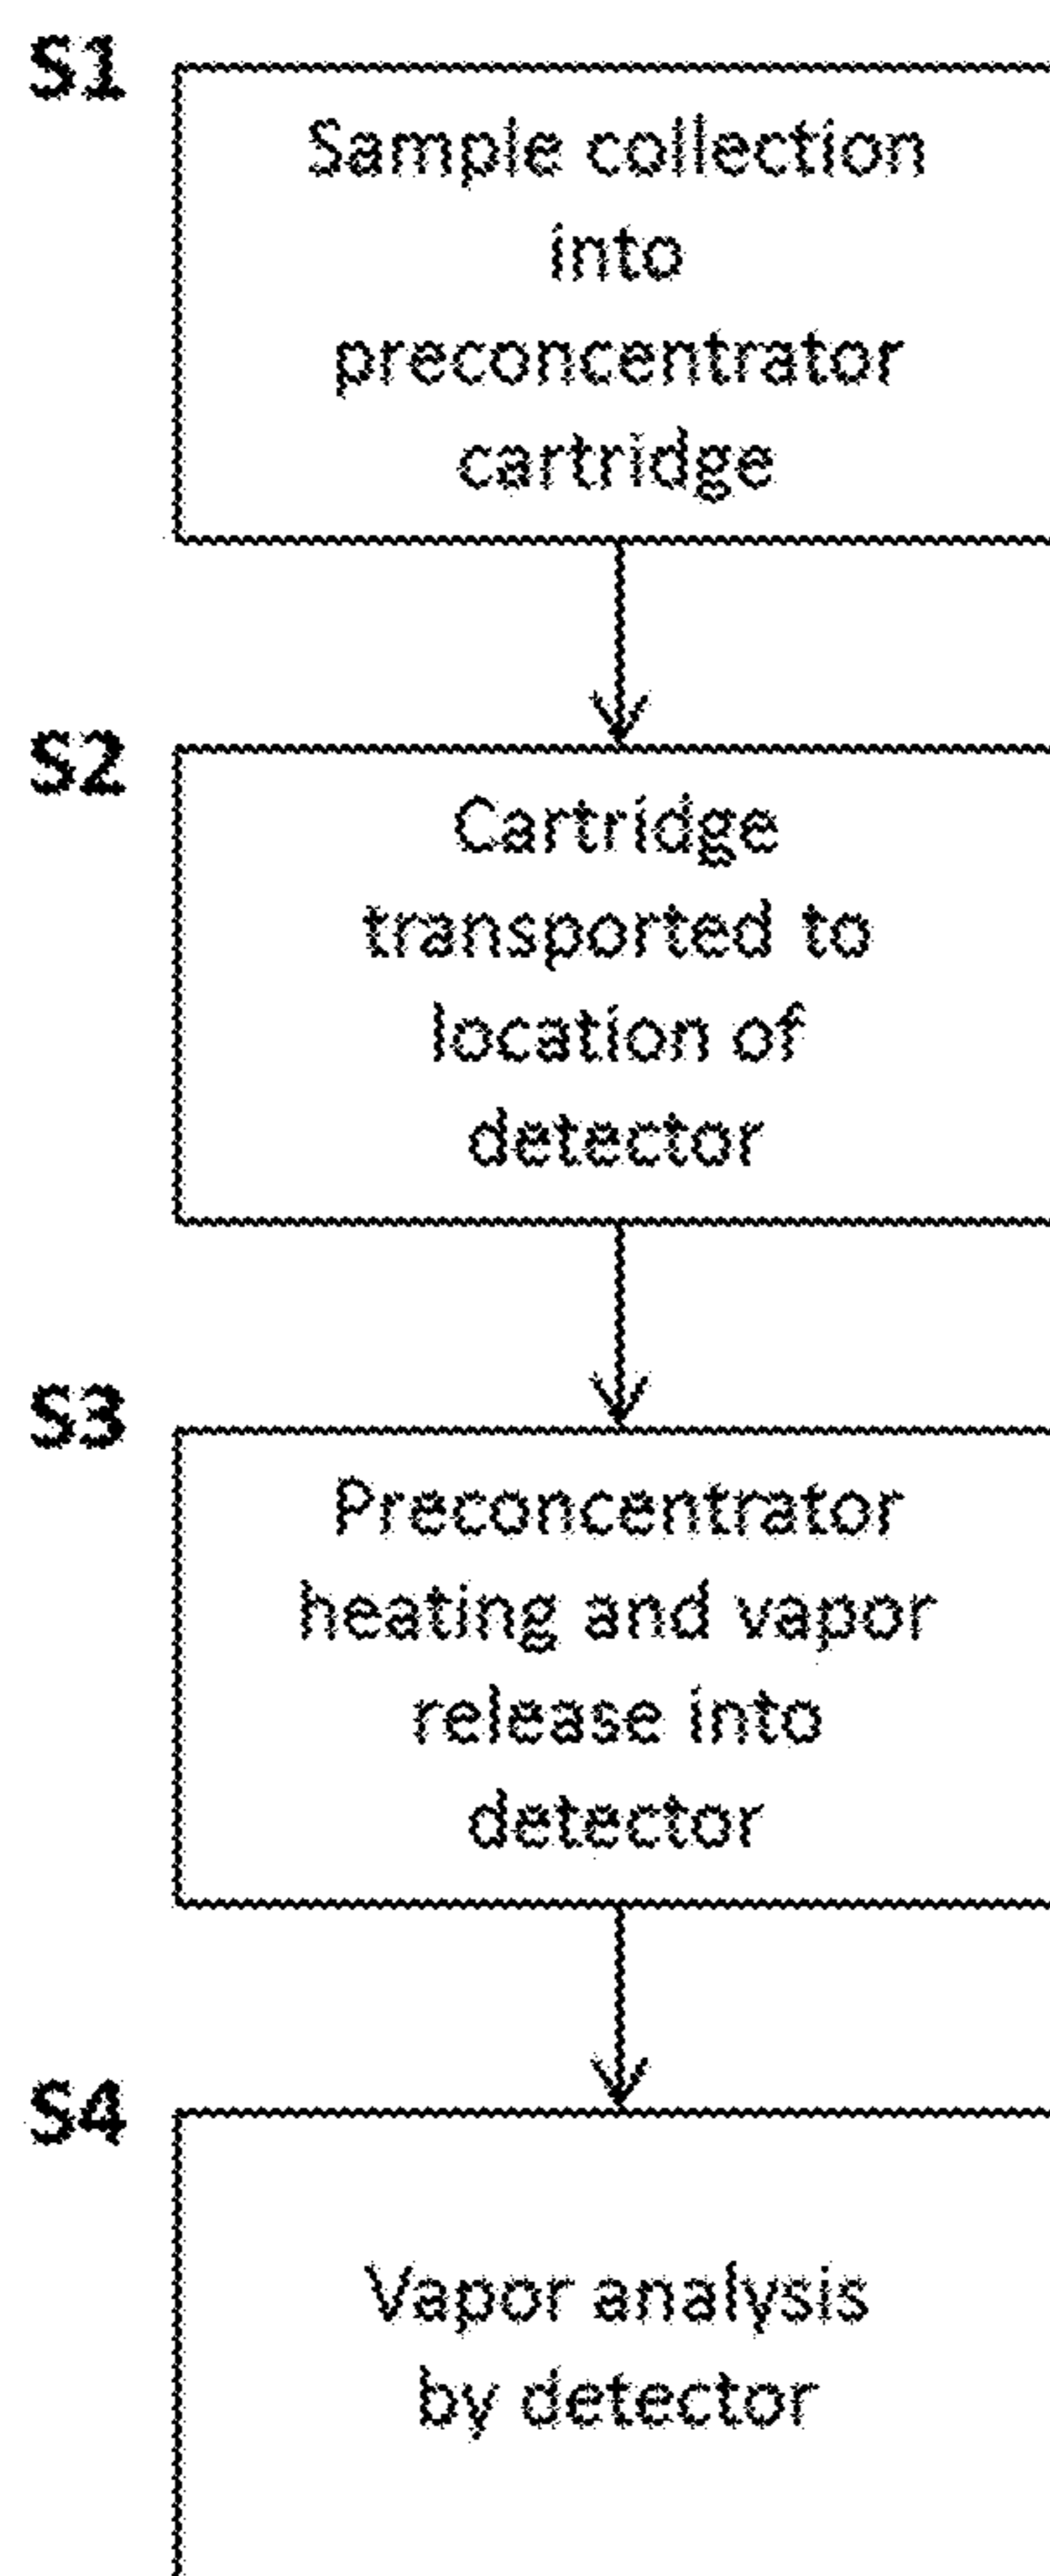 S1
Sample collection
into
preconcentrator
cartridge
S2
Cartridge
transported to
location of
detector
S3
Preconcentrator
heating and vapor
release into
detector
S4
Vapor analysis
by detector